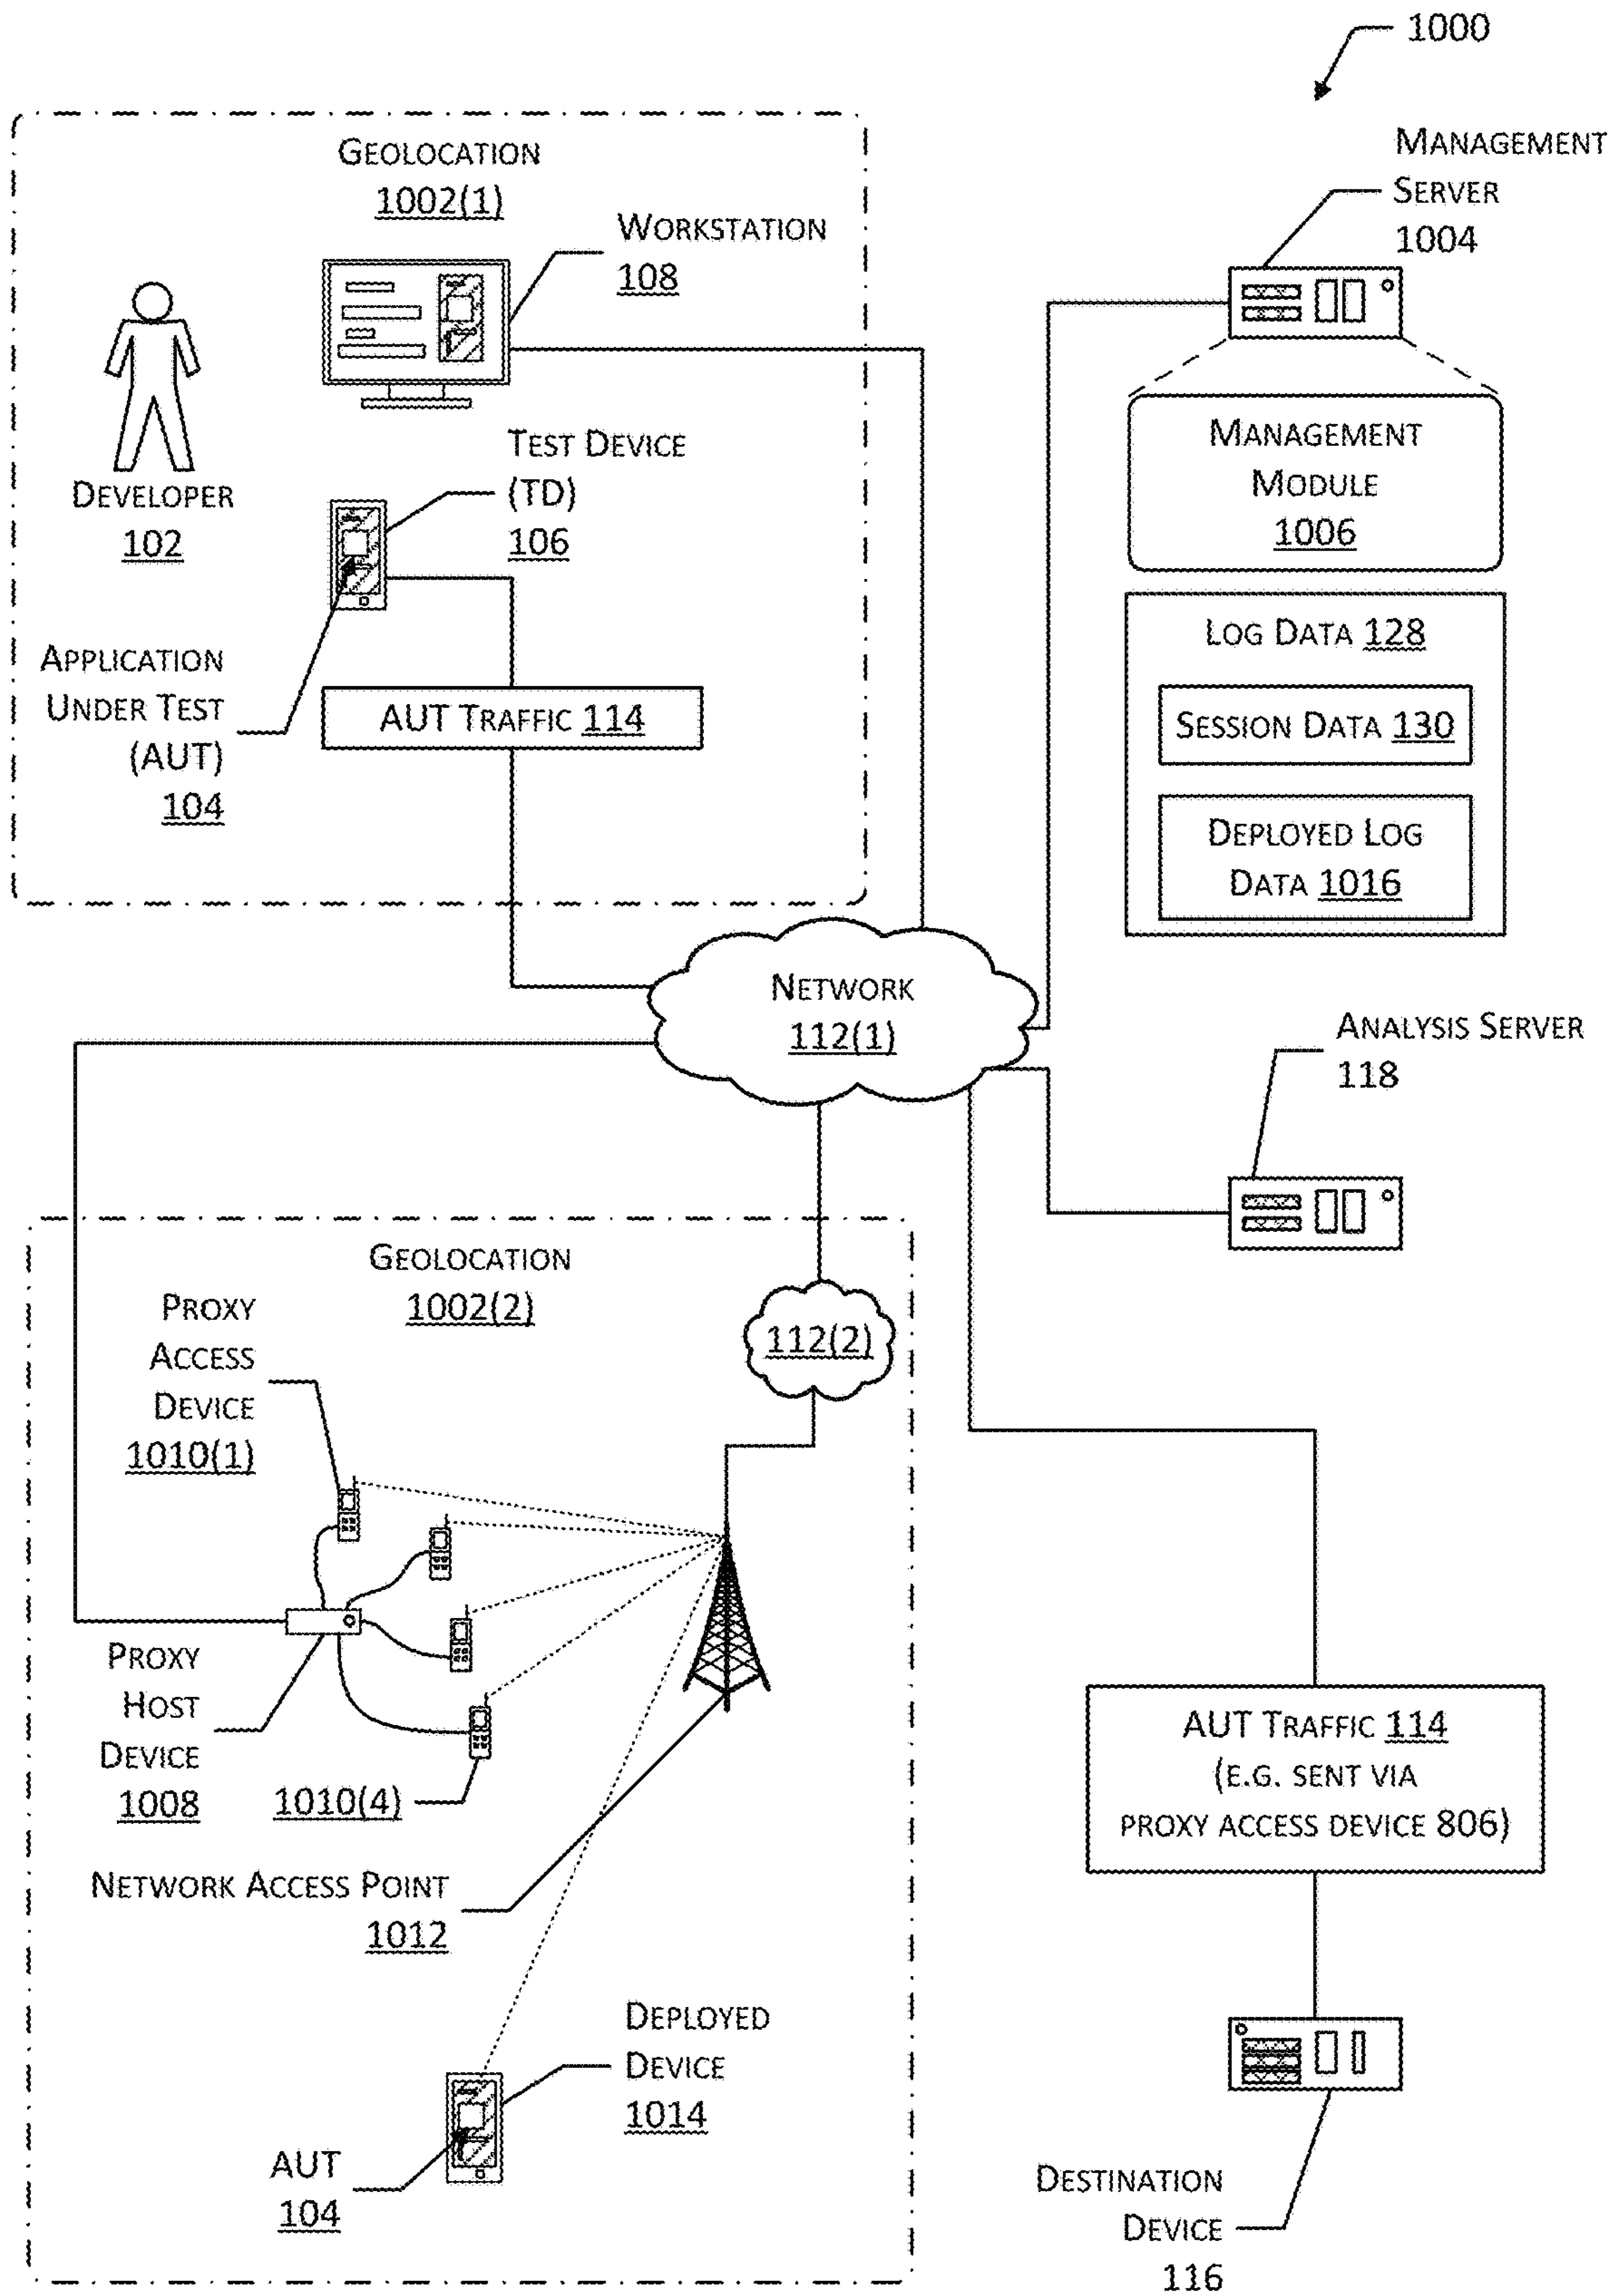 1000
GEOLOCATION
1002(1)
WORKSTATION
108
DEVELOPER
102
TEST DEVICE
(TD)
106
APPLICATION
UNDER TEST
(AUT)
104
AUT TRAFFIC 114
MANAGEMENT
SERVER
1004
MANAGEMENT
MODULE
1006
LOG DATA 128
SESSION DATA 130
DEPLOYED LOG
DATA 1016
NETWORK
112(1)
ANALYSIS SERVER
118
GEOLOCATION
1002(2)
112(2)
PROXY
ACCESS
DEVICE
1010(1)
PROXY
HOST
DEVICE
1008
1010(4)
NETWORK ACCESS POINT
1012
DEPLOYED
DEVICE
1014
AUT
104
AUT TRAFFIC 114
(E.G. SENT VIA
PROXY ACCESS DEVICE 806)
DESTINATION
DEVICE
116